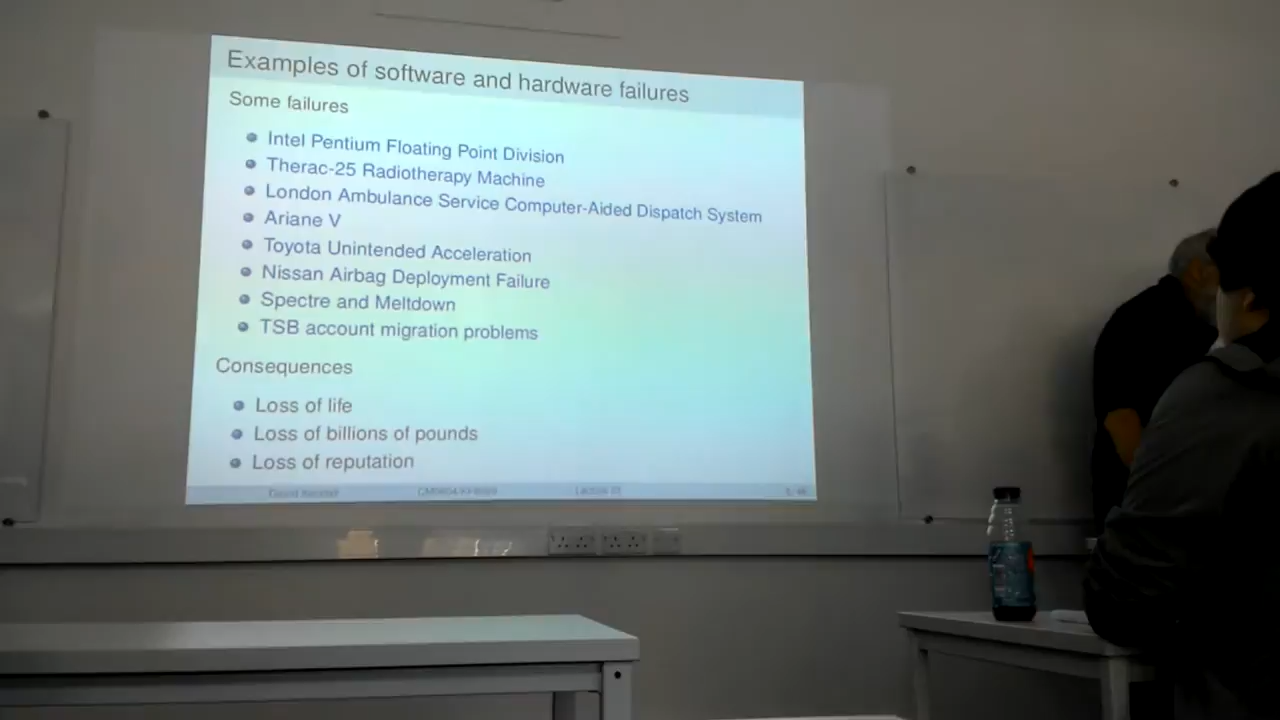 Examples of software and hardware failures
Some failures
Intel Pentium Floating Point Division
Therac-25 Radiotherapy Machine
London Ambulance Service Computer-Aided Dispatch System
Ariane V
Toyota Unintended Acceleration
Nissan Airbag Deployment Failure
Spectre and Meltdown
TSB account migration problems
Consequences
Loss of life
Loss of billions of pounds
Loss of reputation